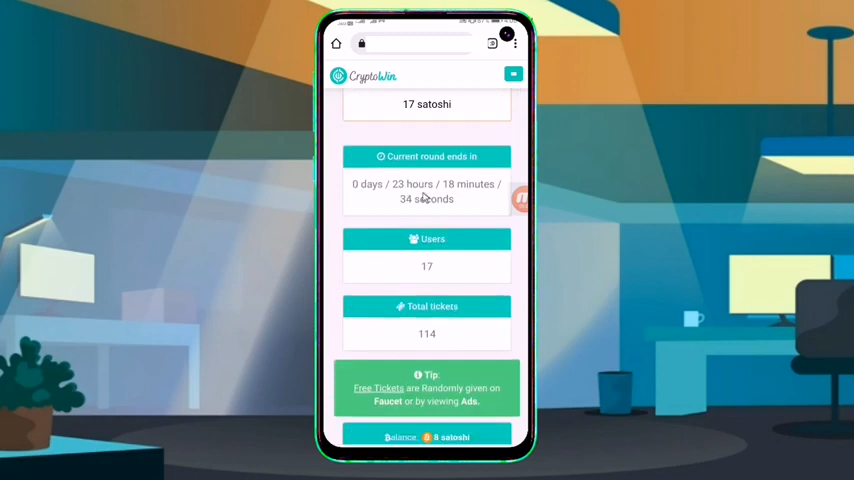 CryptoWin
17 satoshi
Current round ends in
0 days / 23 hours / 18 minutes /
34 seconds
Users
17
Total tickets
114
Tip:
Free Tickets are Randomly given on
Faucet or by viewing Ads.
Balance: 8 satoshi